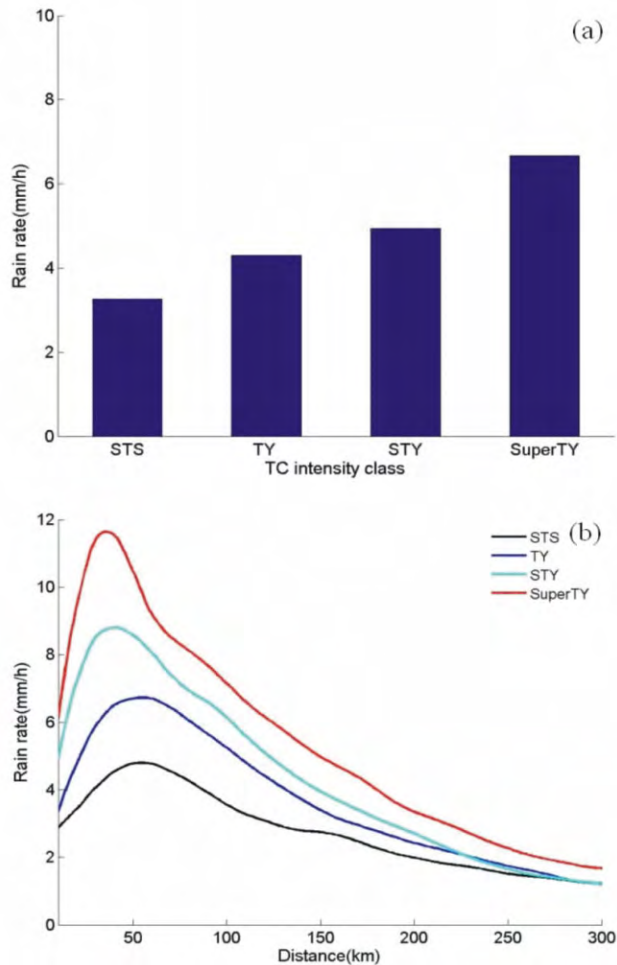 10
(a)
8
6
4
2
0
Rain rate(mm/h)
STS TY STY SuperTY
TC intensity class
12
(b)
STS
TY
STY
SuperTY
10
8
6
4
2
0
Rain rate(mm/h)
50 100 150 200 250 300
Distance(km)